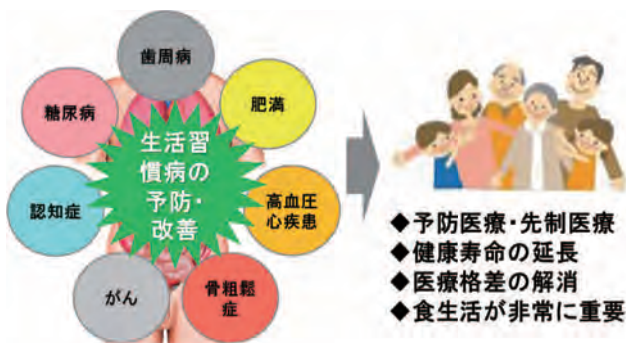 歯周病
肥満
高血圧
心疾患
骨粗鬆
症
がん
認知症
糖尿病
生活習
慣病の
予防・
改善
◆予防医療・先制医療
◆健康寿命の延長
◆医療格差の解消
◆食生活が非常に重要